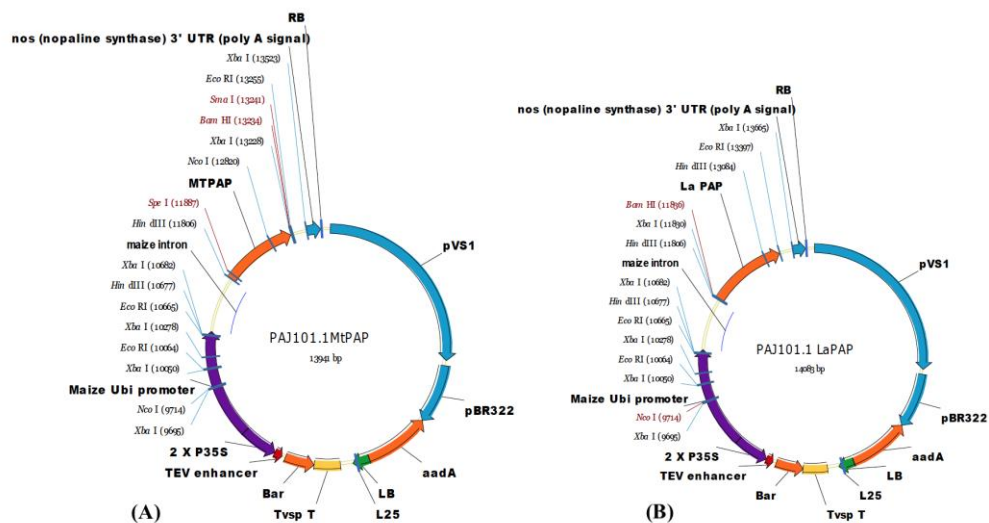 RB
nos (nopaline synthase) 3' UTR (poly A signal)
Xba I (13523)
Eco RI (13255)
Sma I (13241)
Bam HI (13234)
Xba I (13228)
Nco I (12820)
MTPAP
Spe I (11887)
Hin dIII (11806)
maize intron
Xba I (10682)
Hin dIII (10677)
Eco RI (10665)
Xba I (10278)
Eco RI (10064)
Xba I (10050)
Maize Ubi promoter
Nco I (9714)
Xba I (9695)
2 X P35S
TEV enhancer
Bar
Tvsp T
L25
LB
aadA
pBR322
pVS1
PAJ101.1MtPAP
13941 bp
(A)
RB
nos (nopaline synthase) 3' UTR (poly A signal)
Xba I (13665)
Eco RI (13397)
Hin dIII (13084)
La PAP
Bam HI (11836)
Xba I (11830)
Hin dIII (11806)
maize intron
Xba I (10682)
Hin dIII (10677)
Eco RI (10665)
Xba I (10278)
Eco RI (10064)
Xba I (10050)
Maize Ubi promoter
Nco I (9714)
Xba I (9695)
2 X P35S
TEV enhancer
Bar
Tvsp T
L25
LB
aadA
pBR322
pVS1
PAJ101.1 LaPAP
14083 bp
(B)